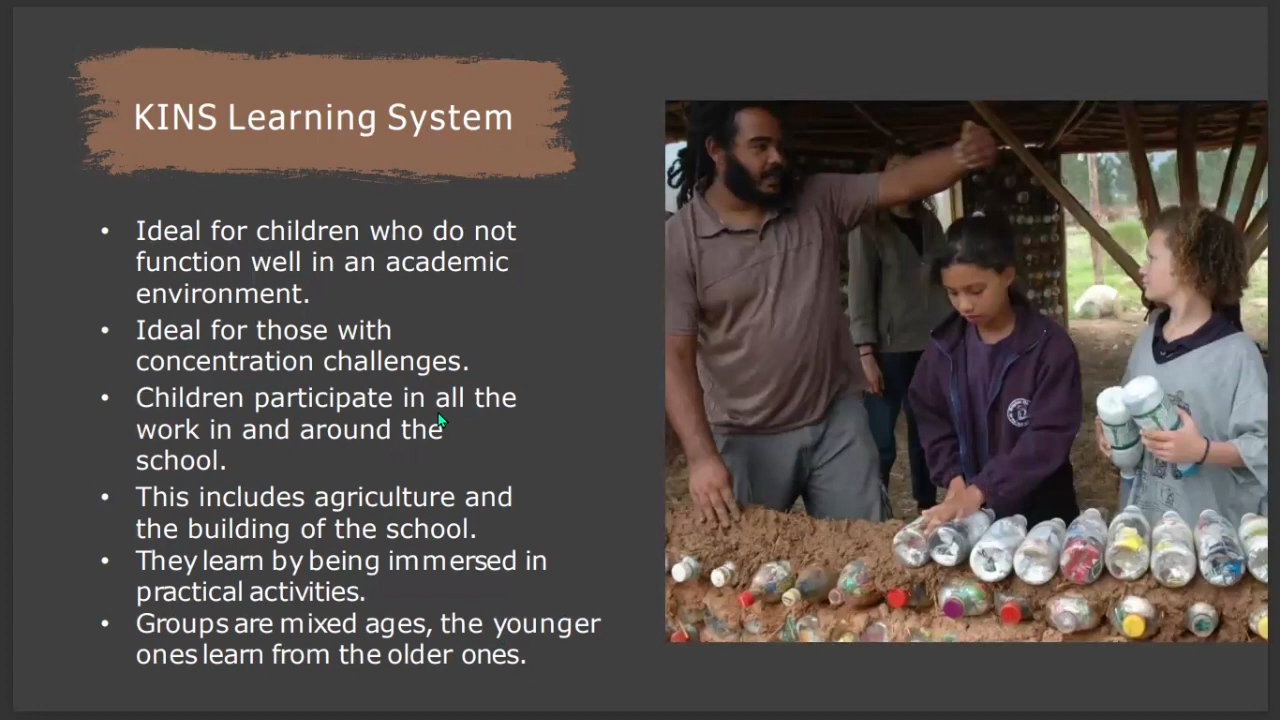 KINS Learning System
• Ideal for children who do not
function well in an academic
environment.
• Ideal for those with
concentration challenges.
• Children participate in all the
work in and around the
school.
• This includes agriculture and
the building of the school.
• They learn by being immersed in
practical activities.
• Groups are mixed ages, the younger
ones learn from the older ones.